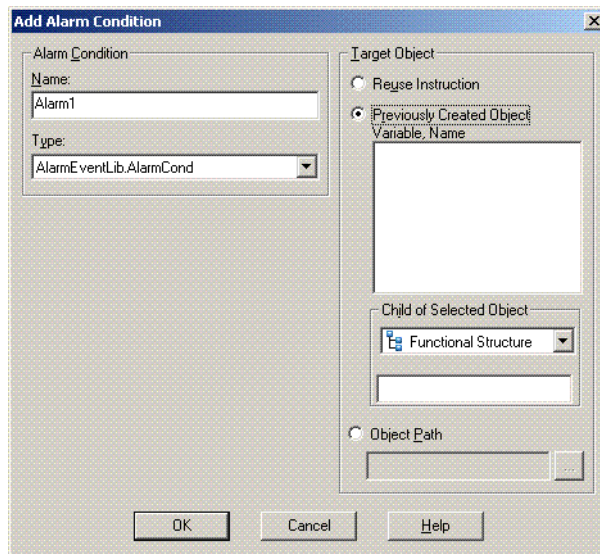 Add Alarm Condition
Alarm Condition
Name:
Alarm1
Type:
AlarmEventLib.AlarmCond
Target Object
Reuse Instruction
Previously Created Object
Variable, Name
Child of Selected Object
Functional Structure
Object Path
...
OK
Cancel
Help